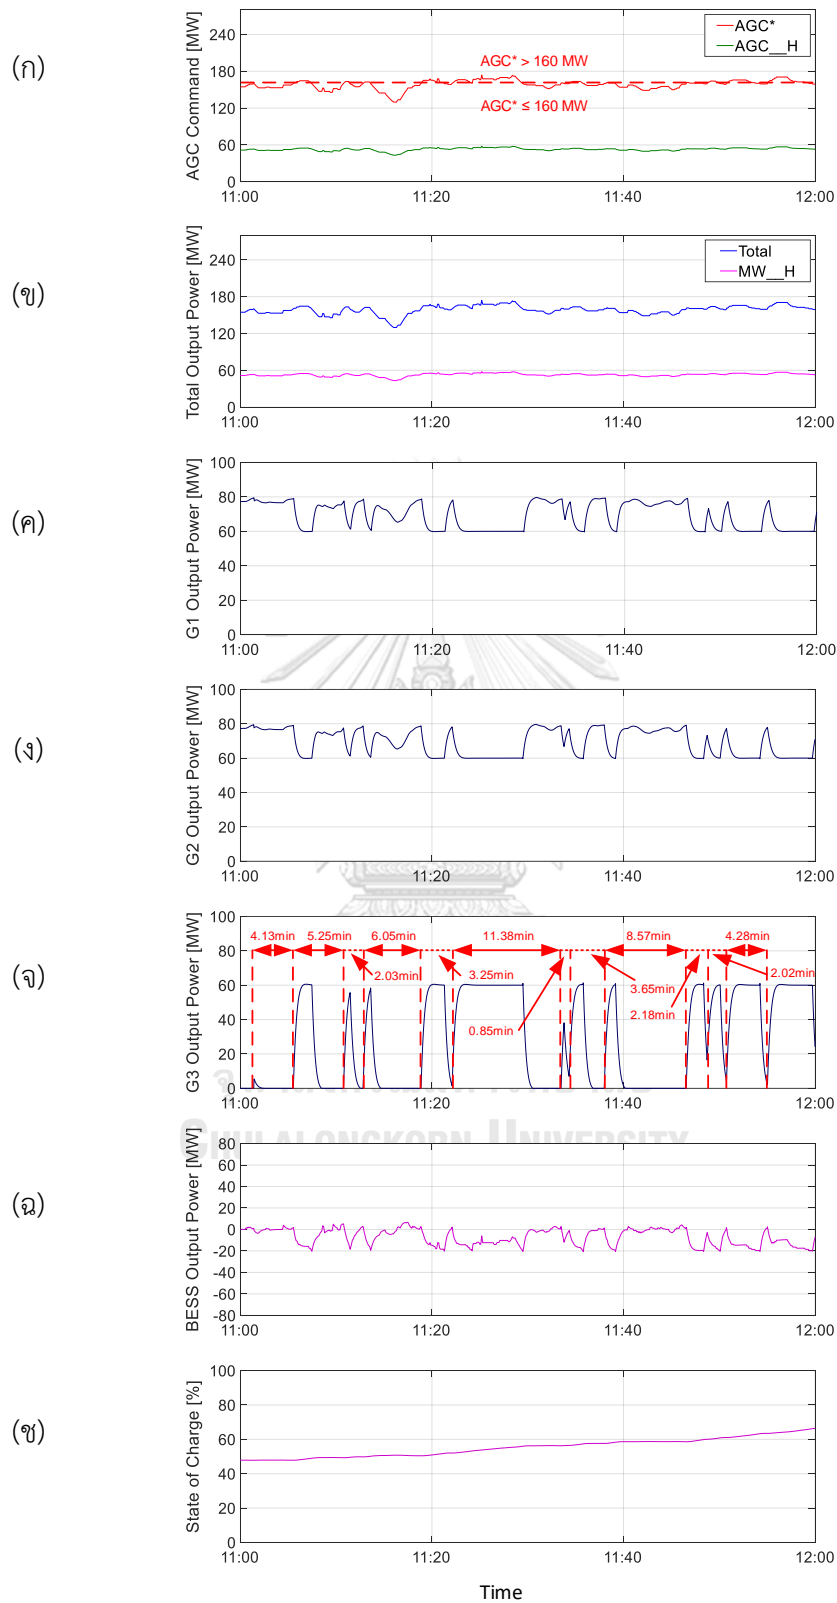 (ก)
AGC Command [MW]
240
180
120
60
0
AGC*
AGC__H
AGC* > 160 MW
AGC* ≤ 160 MW
11:00
11:20
11:40
12:00
(ข)
Total Output Power [MW]
240
180
120
60
0
Total
MW__H
11:00
11:20
11:40
12:00
(ค)
G1 Output Power [MW]
100
80
60
40
20
0
11:00
11:20
11:40
12:00
(ง)
G2 Output Power [MW]
100
80
60
40
20
0
11:00
11:20
11:40
12:00
(จ)
G3 Output Power [MW]
100
80
60
40
20
0
4.13min
5.25min
6.05min
11.38min
8.57min
4.28min
2.03min
3.25min
2.02min
3.65min
2.18min
0.85min
11:00
11:20
11:40
12:00
CHULALONGKORN UNIVERSITY
(ฉ)
BESS Output Power [MW]
80
60
40
20
0
-20
-40
-60
-80
11:00
11:20
11:40
12:00
(ช)
State of Charge [%]
100
80
60
40
20
0
11:00
11:20
11:40
12:00
Time